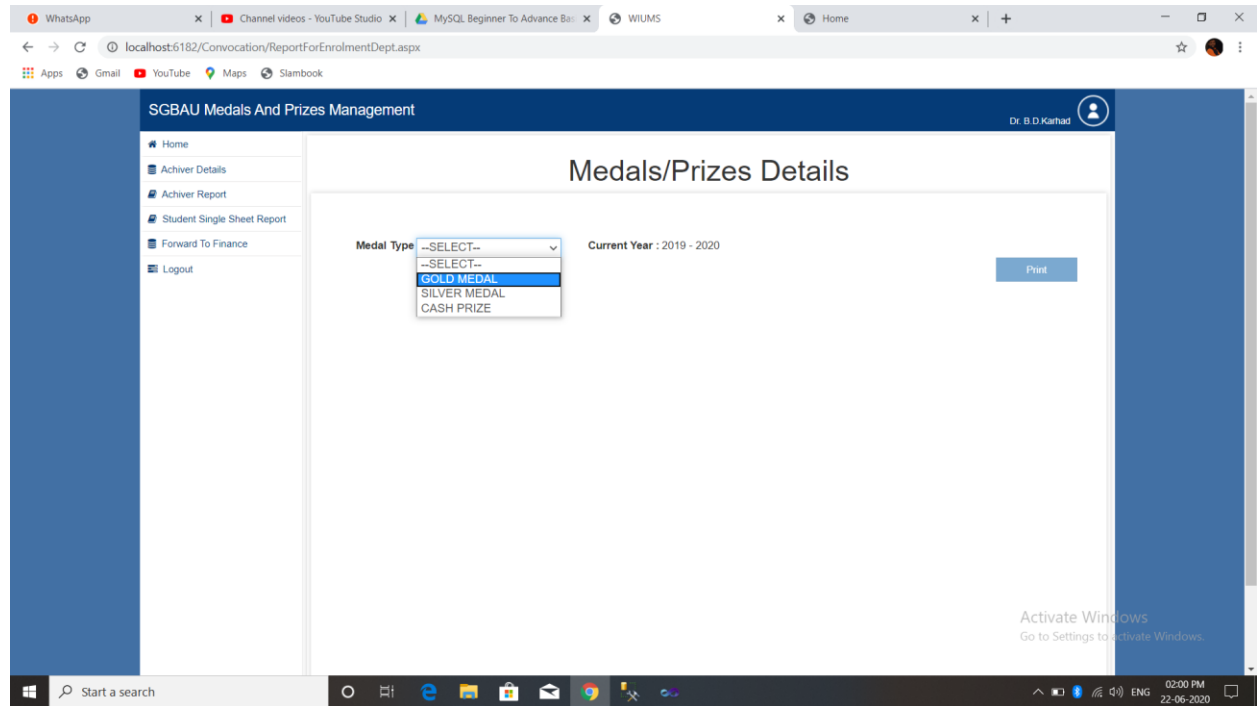 WhatsApp
Channel videos - YouTube Studio
MySQL Beginner To Advance Bas
WIUMS
Home
localhost:6182/Convocation/ReportForEnrolmentDept.aspx
Apps Gmail YouTube Maps Slambook
SGBAU Medals And Prizes Management
Dr. B.D.Karhad
Home
Achiver Details
Achiver Report
Student Single Sheet Report
Forward To Finance
Logout
Medals/Prizes Details
Medal Type --SELECT-- Current Year : 2019 - 2020
--SELECT--
GOLD MEDAL
SILVER MEDAL
CASH PRIZE
Print
Activate Windows
Go to Settings to activate Windows.
Start a search
ENG
02:00 PM
22-06-2020